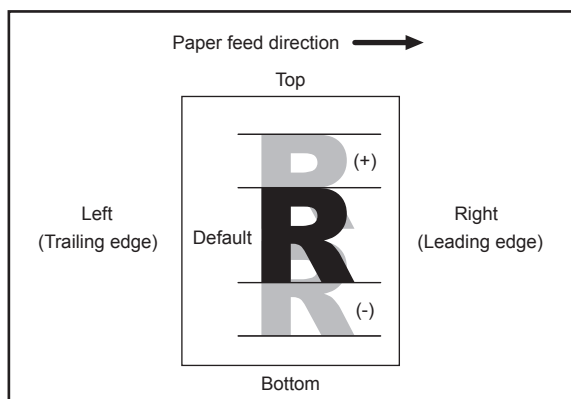 Paper feed direction
Top
R
(+)
Left
(Trailing edge)
Default
R
Right
(Leading edge)
R
(-)
Bottom